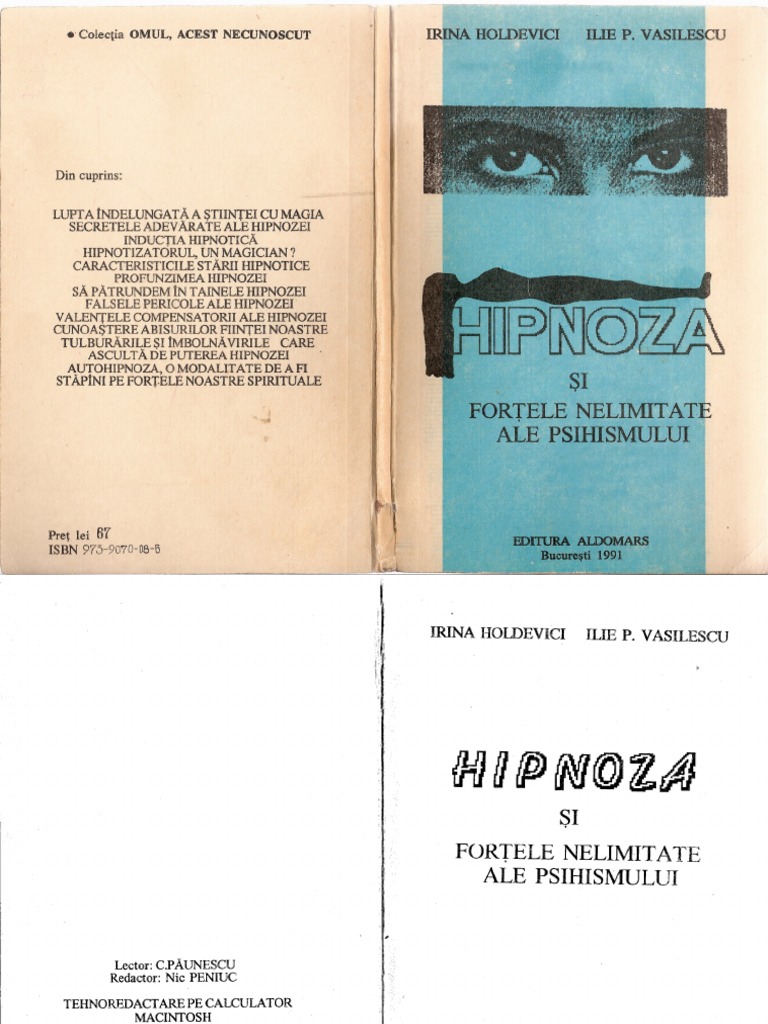 • Colecția OMUL, ACEST NECUNOSCUT
Din cuprins:
LUPTA ÎNDELUNGATĂ A ȘTIINȚEI CU MAGIA
SECRETELE ADEVĂRATE ALE HIPNOZEI
INDUCȚIA HIPNOTICĂ
HIPNOTIZATORUL, UN MAGICIAN ?
CARACTERISTICILE STĂRII HIPNOTICE
PROFUNZIMEA HIPNOZEI
SĂ PĂTRUNDEM ÎN TAINELE HIPNOZEI
FALSELE PERICOLE ALE HIPNOZEI
VALENȚELE COMPENSATORII ALE HIPNOZEI
CUNOAȘTERE ABISURILOR FIINȚEI NOASTRE
TULBURĂRILE ȘI ÎMBOLNĂVIRILE CARE
ASCULTĂ DE PUTEREA HIPNOZEI
AUTOHIPNOZA, O MODALITATE DE A FI
STĂPÎNI PE FORȚELE NOASTRE SPIRITUALE
Preț lei 67
ISBN 973-9070-08-5
IRINA HOLDEVICI ILIE P. VASILESCU
HIPNOZA
ȘI
FORȚELE NELIMITATE
ALE PSIHISMULUI
EDITURA ALDOMARS
București 1991
Lector: C.PĂUNESCU
Redactor: Nic PENIUC
TEHNOREDACTARE PE CALCULATOR
MACINTOSH
IRINA HOLDEVICI ILIE P. VASILESCU
HIPNOZA
ȘI
FORȚELE NELIMITATE
ALE PSIHISMULUI